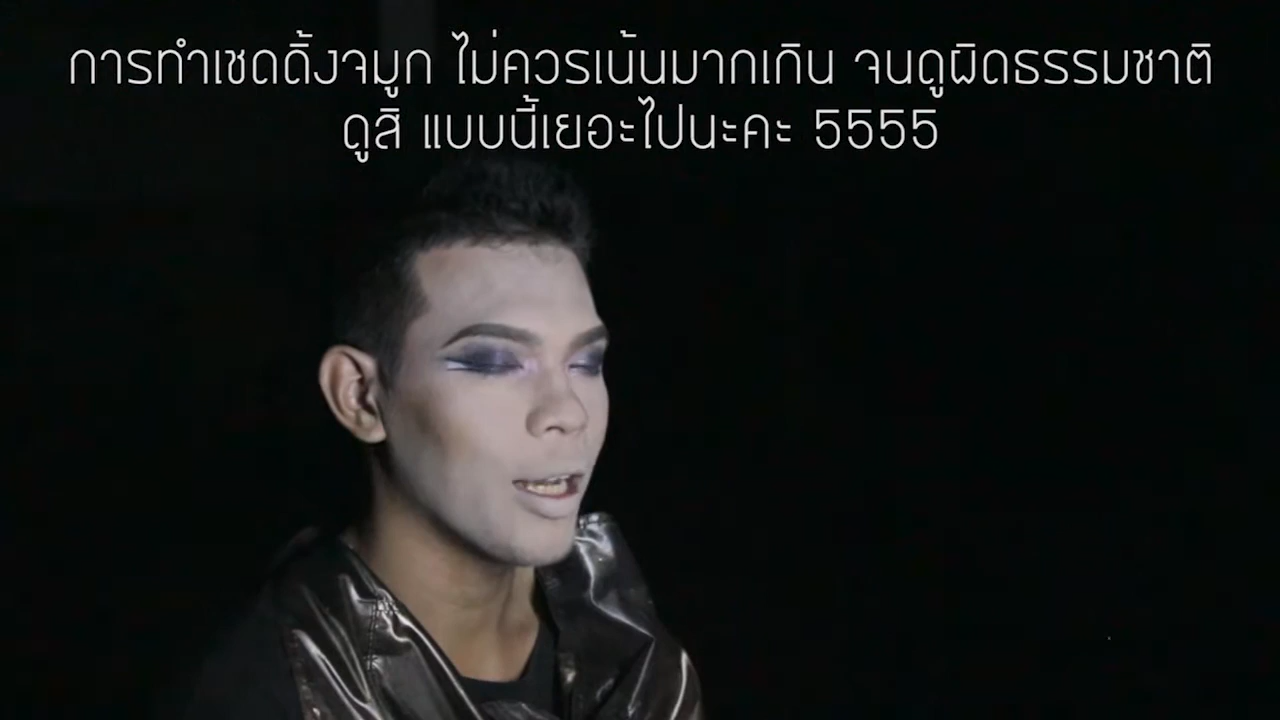 การทำเชดดิ้งจมูก ไม่ควรเน้นมากเกิน จนดูผิดธรรมชาติ
ดูสิ แบบนี้เยอะไปนะคะ 5555